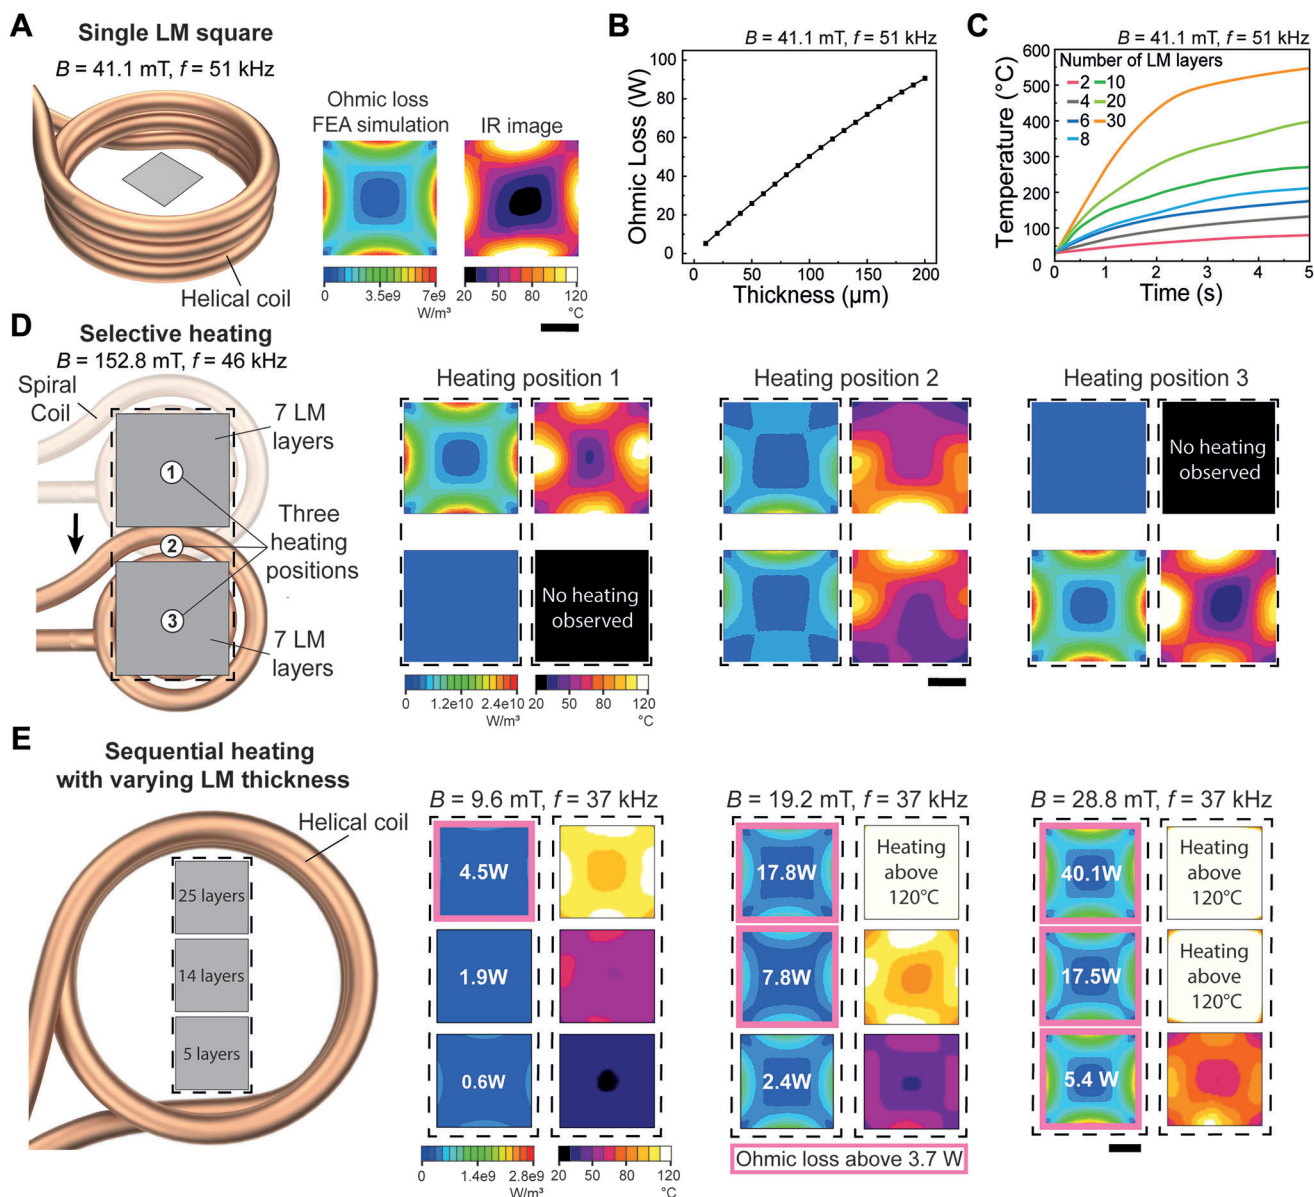 A
Single LM square
B = 41.1 mT, f = 51 kHz
Ohmic loss
FEA simulation
IR image
Helical coil
0
3.5e9
7e9
W/m³
20
50
80
120
°C
B
B = 41.1 mT, f = 51 kHz
Ohmic Loss (W)
100
80
60
40
20
0
0
50
100
150
200
Thickness (µm)
C
B = 41.1 mT, f = 51 kHz
Number of LM layers
2
4
6
8
10
20
30
Temperature (°C)
600
500
400
300
200
100
0
0
1
2
3
4
5
Time (s)
D
Selective heating
B = 152.8 mT, f = 46 kHz
Spiral
Coil
7 LM
layers
1
2
3
Three
heating
positions
7 LM
layers
Heating position 1
No heating
observed
0
1.2e10
2.4e10
W/m³
20
50
80
120
°C
Heating position 2
Heating position 3
No heating
observed
E
Sequential heating
with varying LM thickness
Helical coil
25 layers
14 layers
5 layers
B = 9.6 mT, f = 37 kHz
4.5W
1.9W
0.6W
0
1.4e9
2.8e9
W/m³
20
50
80
120
°C
B = 19.2 mT, f = 37 kHz
17.8W
Heating
above
120°C
7.8W
2.4W
Ohmic loss above 3.7 W
B = 28.8 mT, f = 37 kHz
40.1W
Heating
above
120°C
17.5W
Heating
above
120°C
5.4 W